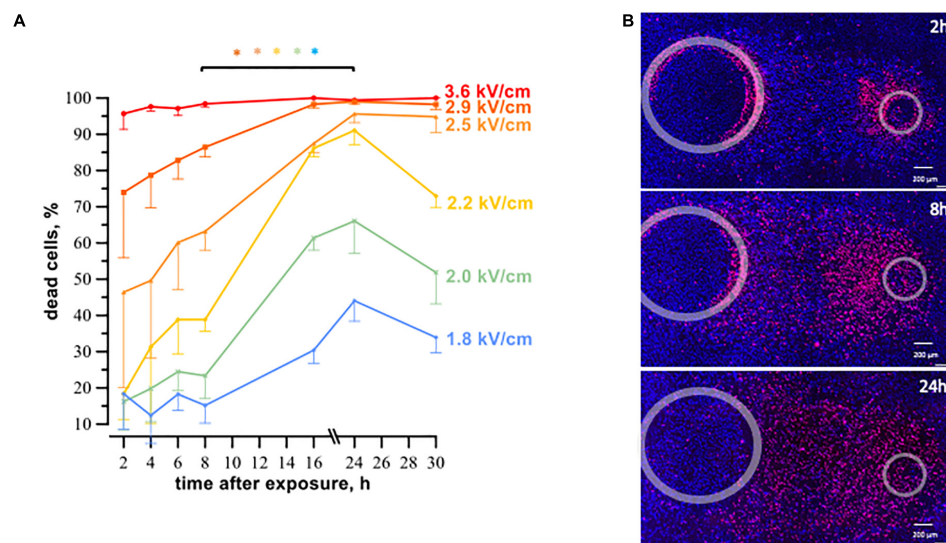 A
* * * * *
3.6 kV/cm
2.9 kV/cm
2.5 kV/cm
2.2 kV/cm
2.0 kV/cm
1.8 kV/cm
100
90
80
70
60
50
40
30
20
10
dead cells, %
2 4 6 8 10 12 14 16 24 26 28 30
time after exposure, h
B
2h
200 µm
8h
200 µm
24h
200 µm